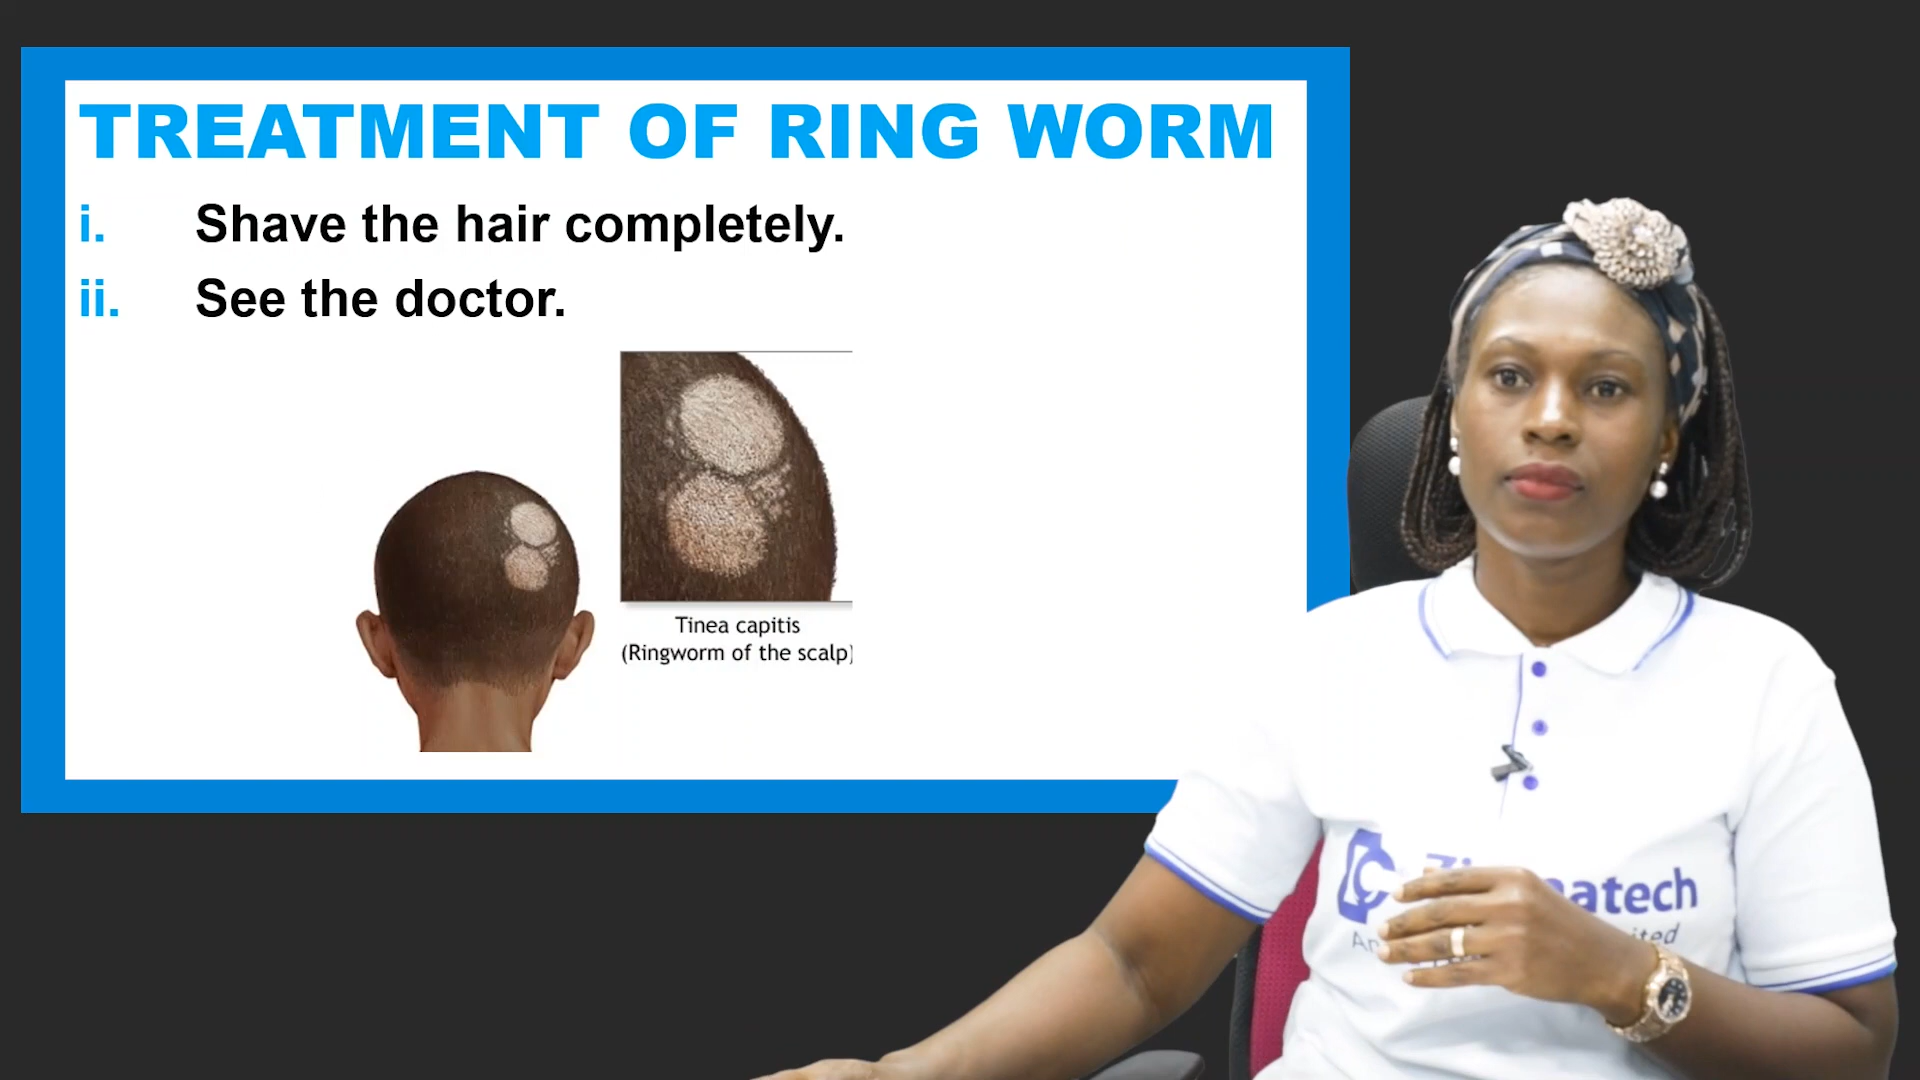 TREATMENT OF RING WORM
i. Shave the hair completely.
ii. See the doctor.
Tinea capitis
(Ringworm of the scalp)
atech
ited